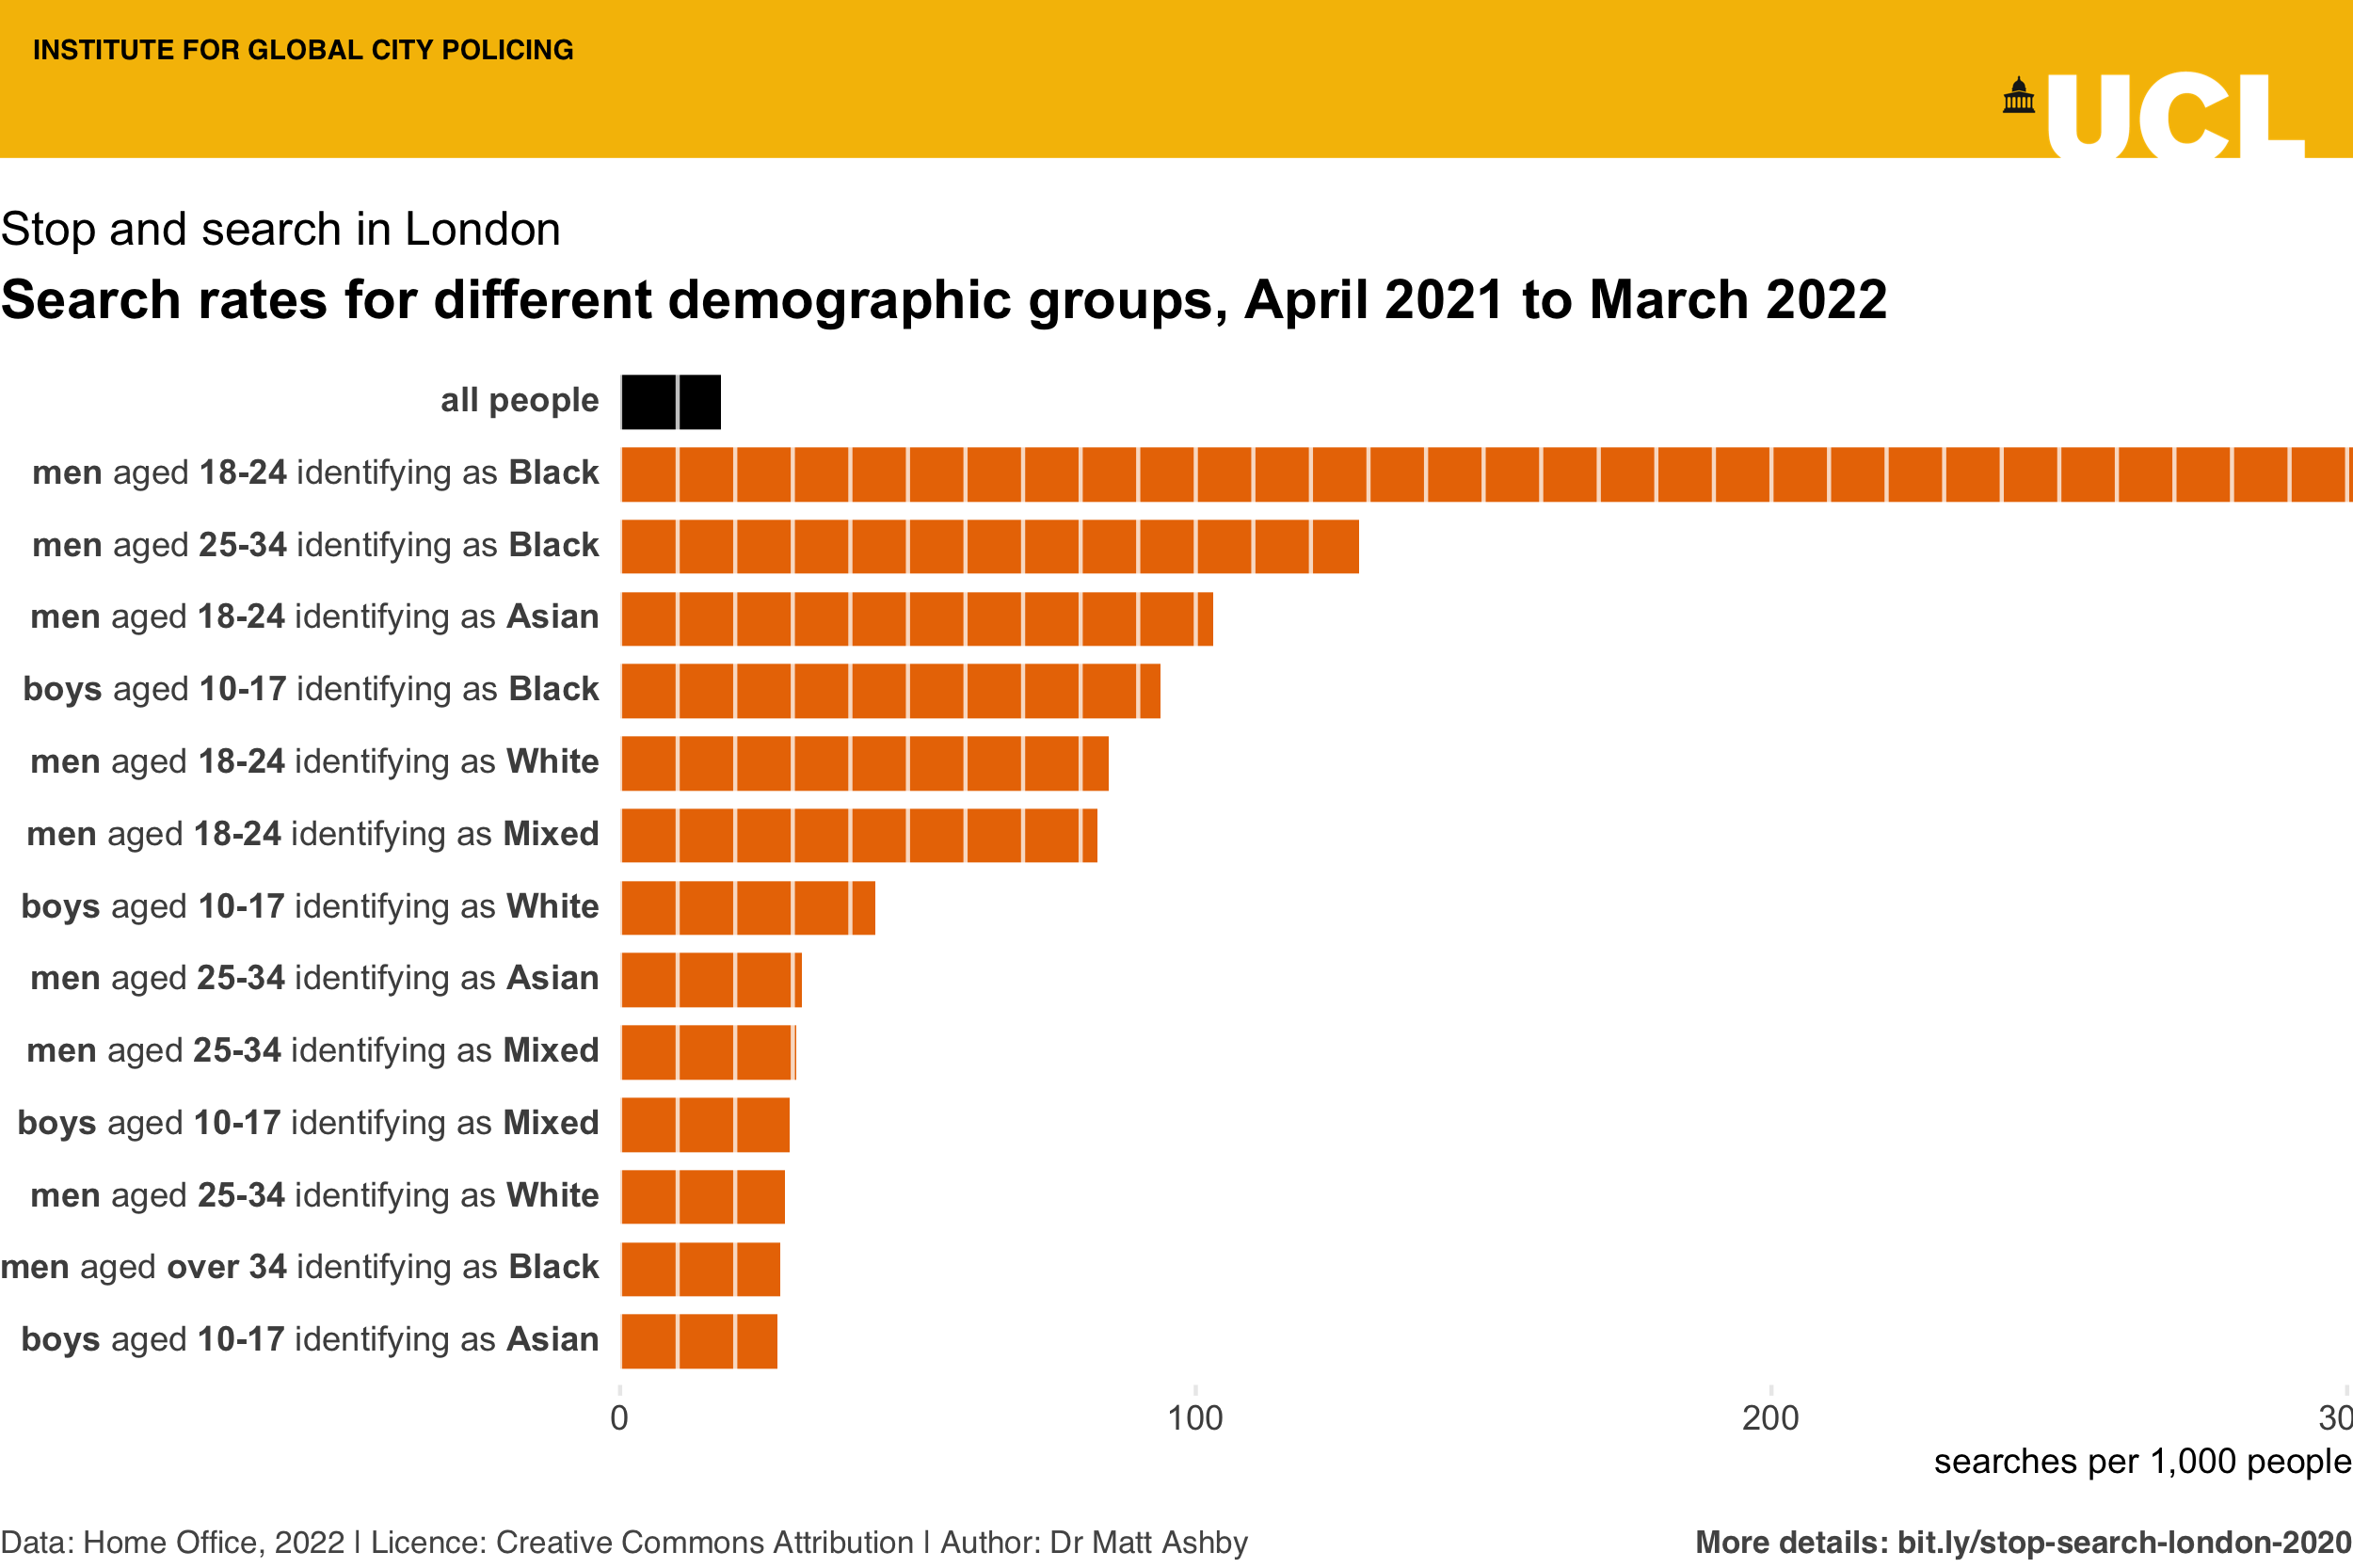 INSTITUTE FOR GLOBAL CITY POLICING
UCL
Stop and search in London
Search rates for different demographic groups, April 2021 to March 2022
all people
men aged 18-24 identifying as Black
men aged 25-34 identifying as Black
men aged 18-24 identifying as Asian
boys aged 10-17 identifying as Black
men aged 18-24 identifying as White
men aged 18-24 identifying as Mixed
boys aged 10-17 identifying as White
men aged 25-34 identifying as Asian
men aged 25-34 identifying as Mixed
boys aged 10-17 identifying as Mixed
men aged 25-34 identifying as White
men aged over 34 identifying as Black
boys aged 10-17 identifying as Asian
0 100 200 30
searches per 1,000 people
Data: Home Office, 2022 | Licence: Creative Commons Attribution | Author: Dr Matt Ashby More details: bit.ly/stop-search-london-2020